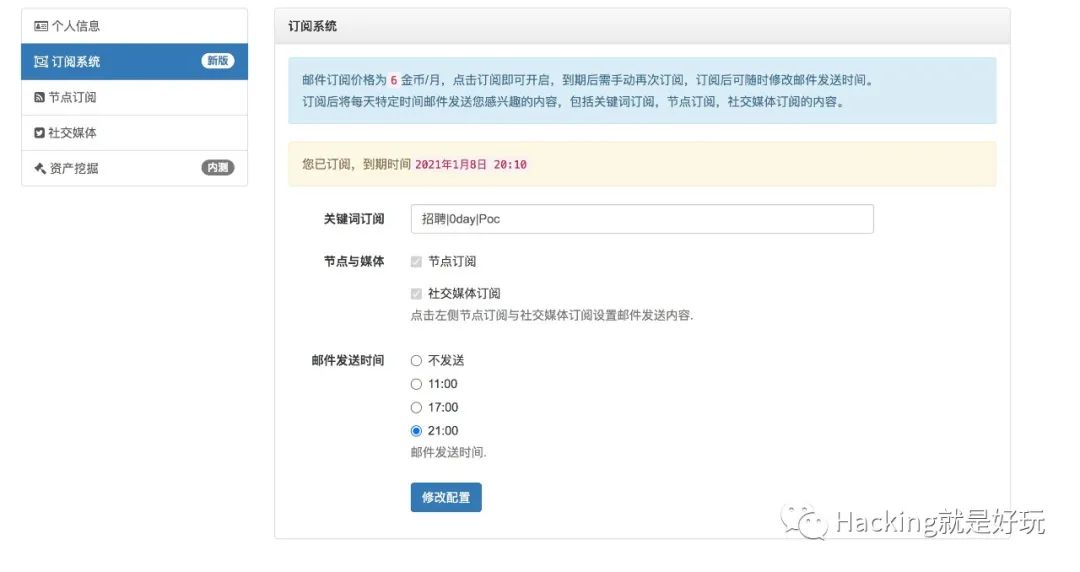 个人信息
订阅系统 新版
节点订阅
社交媒体
资产挖掘 内测
订阅系统
邮件订阅价格为 6 金币/月，点击订阅即可开启，到期后需手动再次订阅，订阅后可随时修改邮件发送时间。
订阅后将每天特定时间邮件发送您感兴趣的内容，包括关键词订阅，节点订阅，社交媒体订阅的内容。
您已订阅，到期时间 2021年1月8日 20:10
关键词订阅 招聘|0day|Poc
节点与媒体 节点订阅
社交媒体订阅
点击左侧节点订阅与社交媒体订阅设置邮件发送内容.
邮件发送时间 不发送
11:00
17:00
21:00
邮件发送时间.
修改配置
Hacking就是好玩